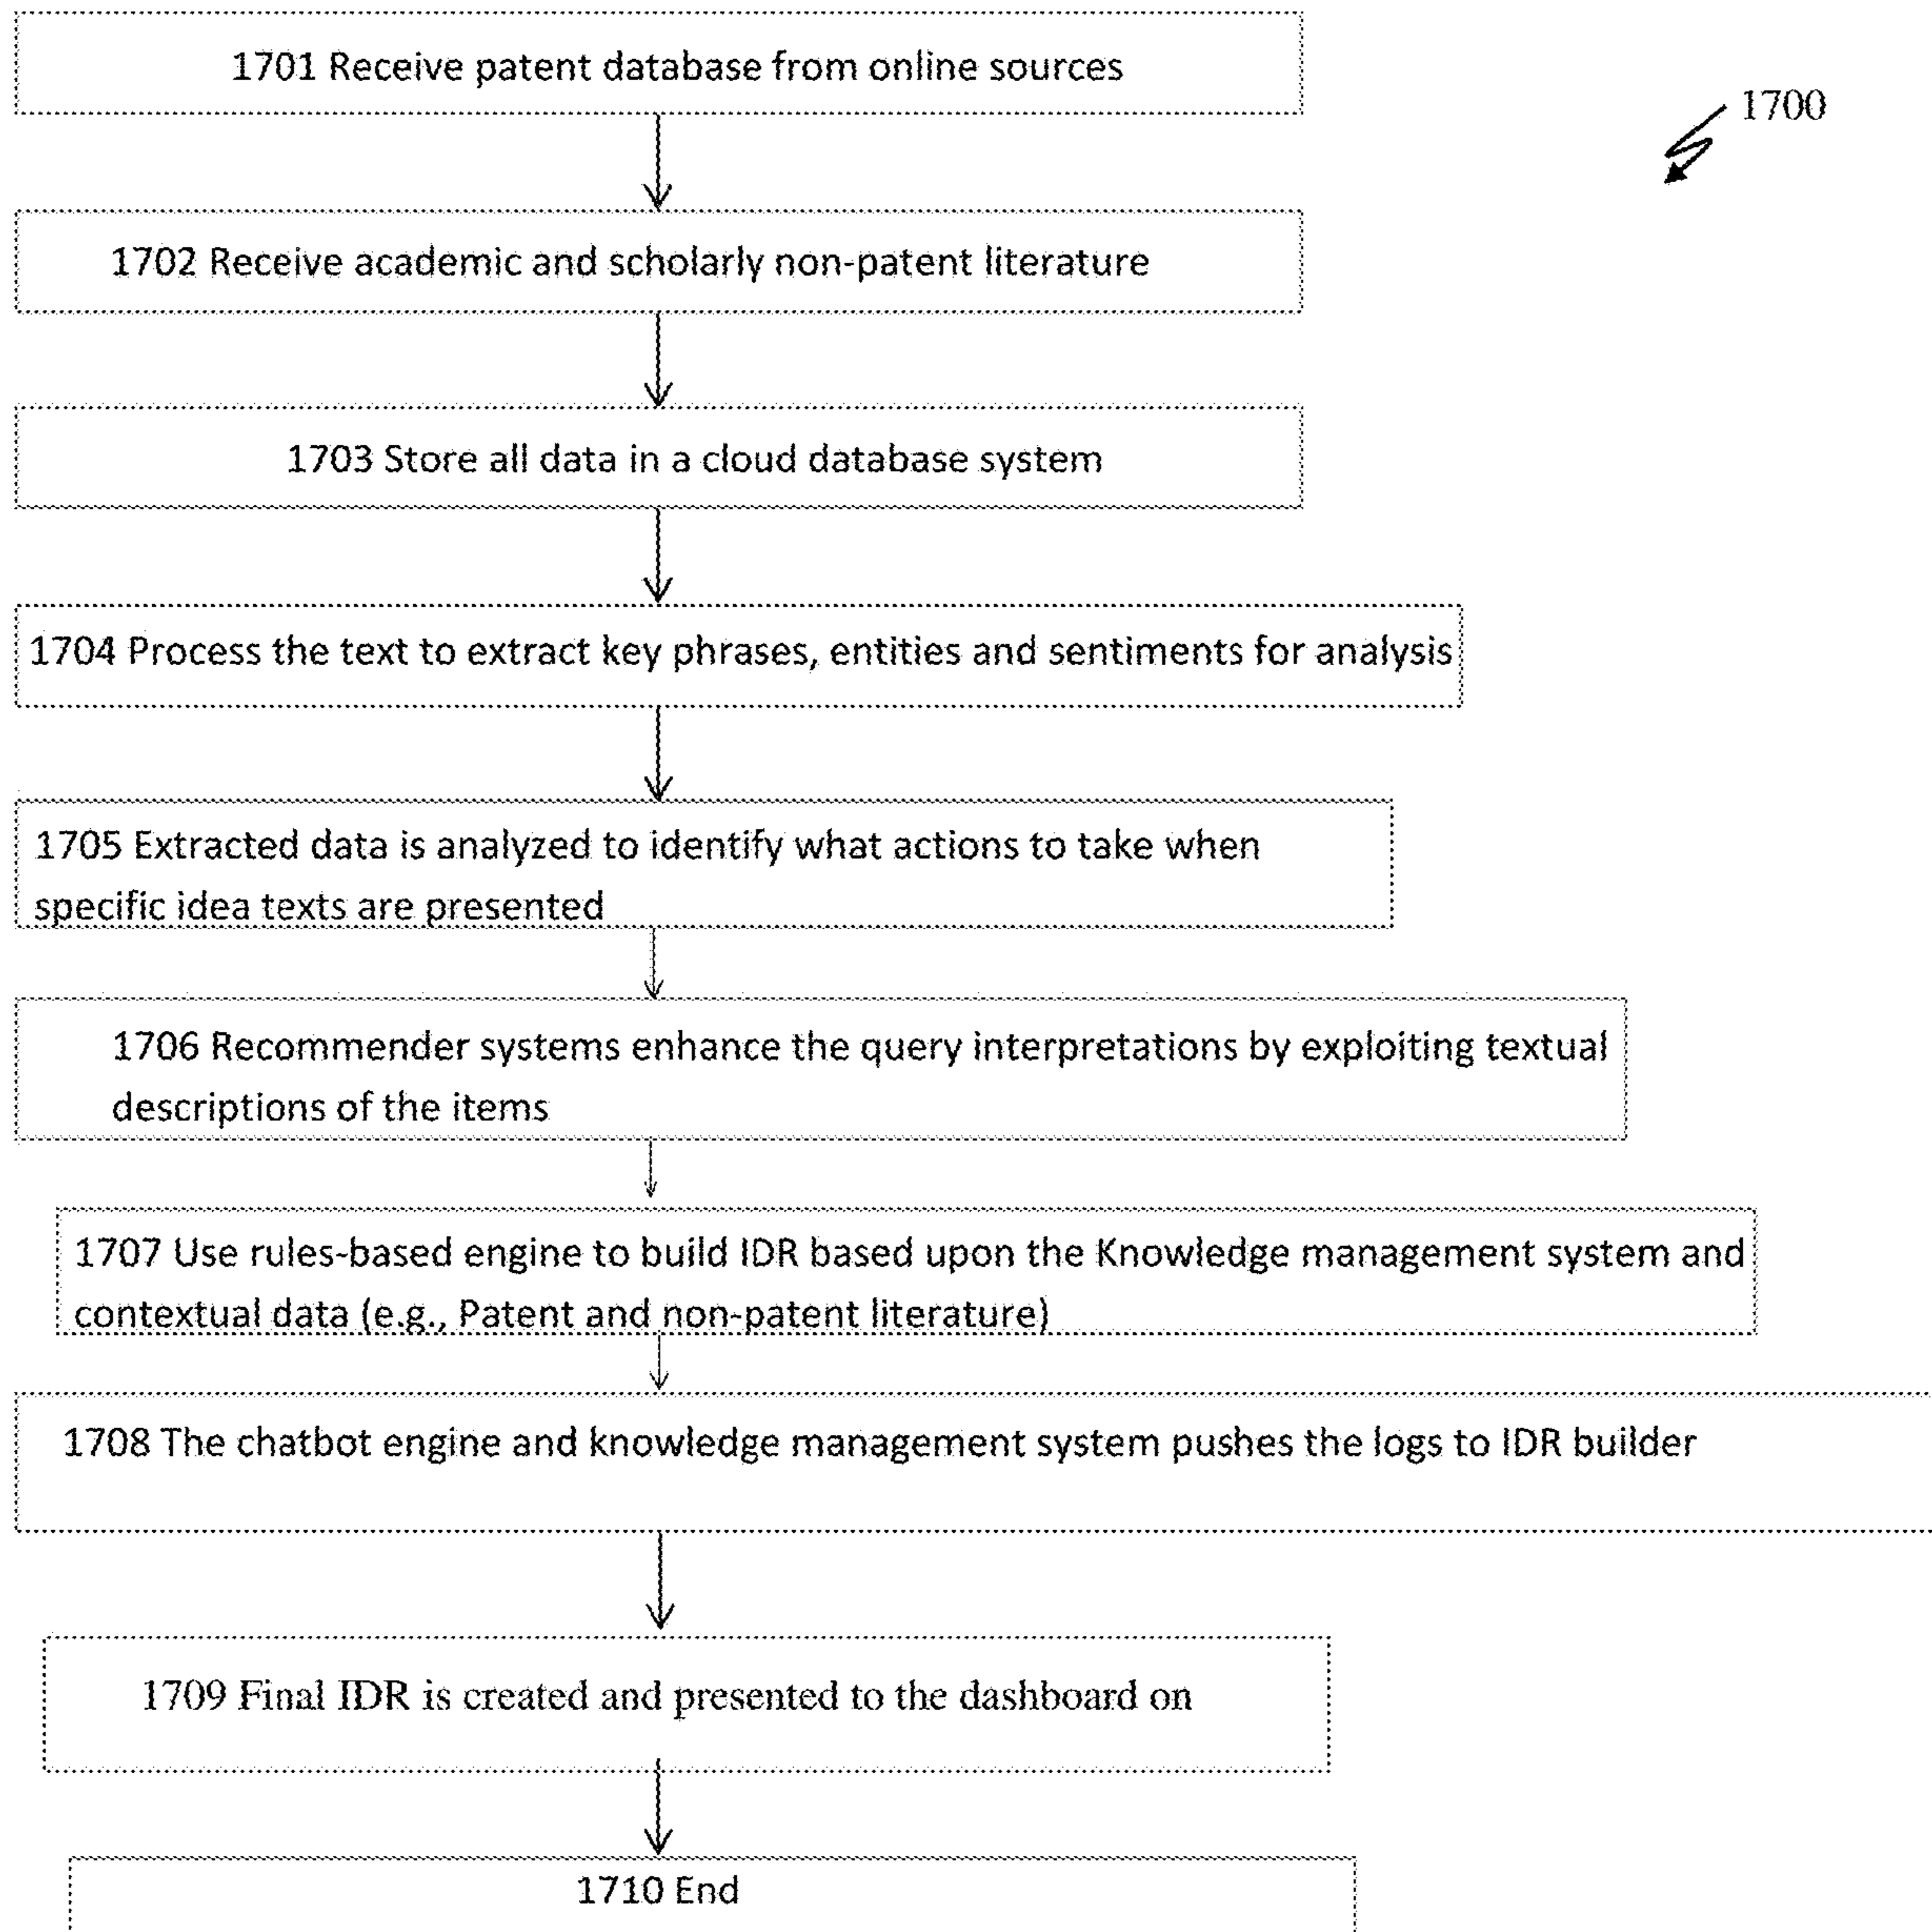 1701 Receive patent database from online sources
1700
1702 Receive academic and scholarly non-patent literature
1703 Store all data in a cloud database system
1704 Process the text to extract key phrases, entities and sentiments for analysis
1705 Extracted data is analyzed to identify what actions to take when
specific idea texts are presented
1706 Recommender systems enhance the query interpretations by exploiting textual
descriptions of the items
1707 Use rules-based engine to build IDR based upon the Knowledge management system and
contextual data (e.g., Patent and non-patent literature)
1708 The chatbot engine and knowledge management system pushes the logs to IDR builder
1709 Final IDR is created and presented to the dashboard on
1710 End